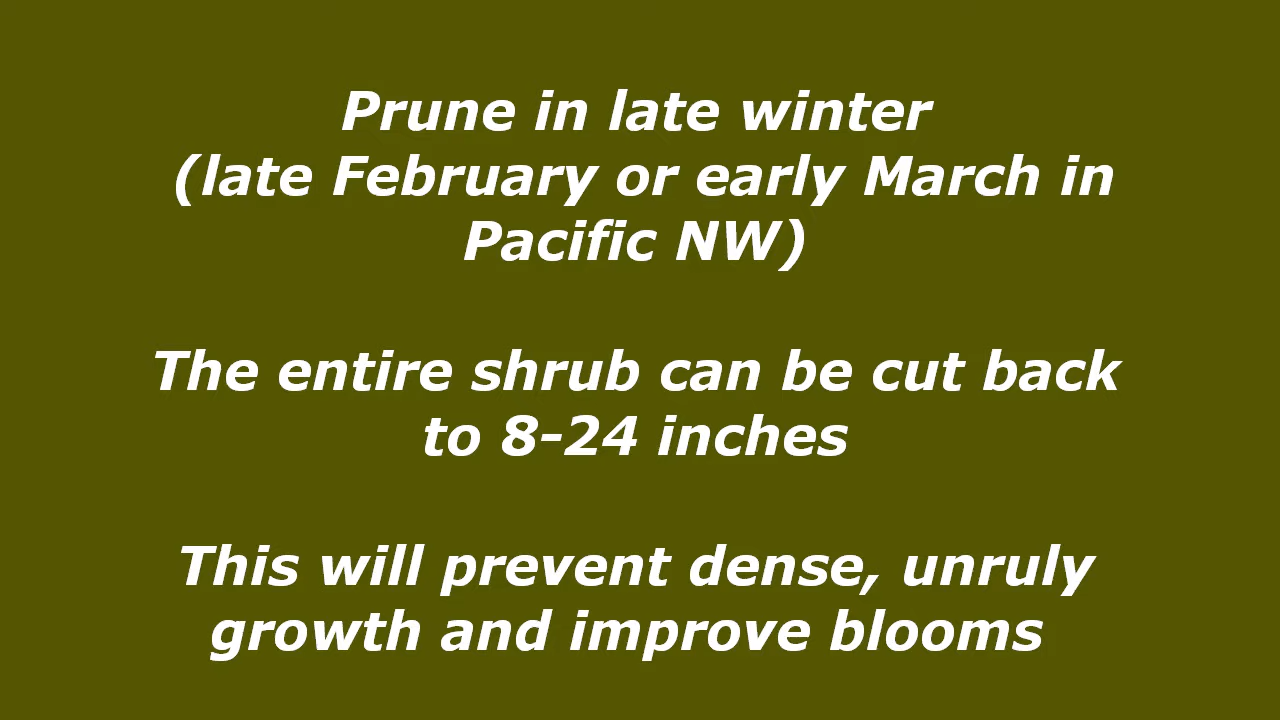 Prune in late winter
(late February or early March in
Pacific NW)
The entire shrub can be cut back
to 8-24 inches
This will prevent dense, unruly
growth and improve blooms